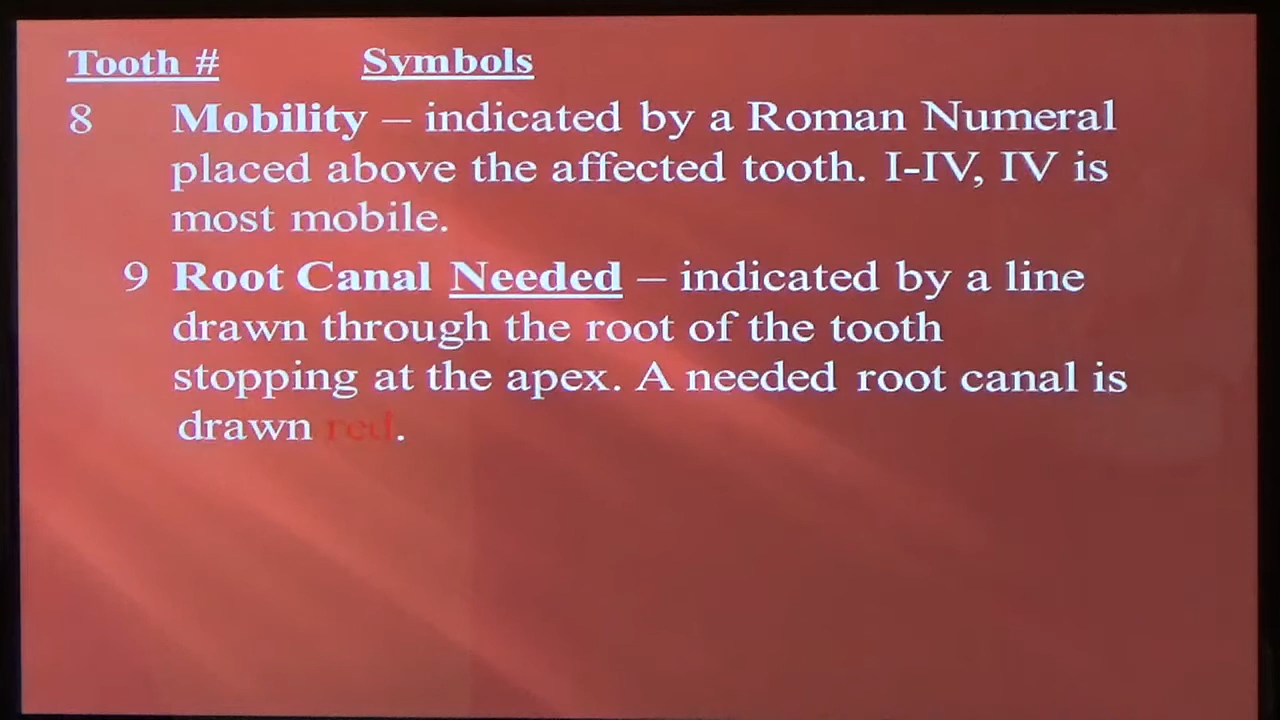 Tooth # Symbols
8 Mobility – indicated by a Roman Numeral
placed above the affected tooth. I-IV, IV is
most mobile.
9 Root Canal Needed – indicated by a line
drawn through the root of the tooth
stopping at the apex. A needed root canal is
drawn red.